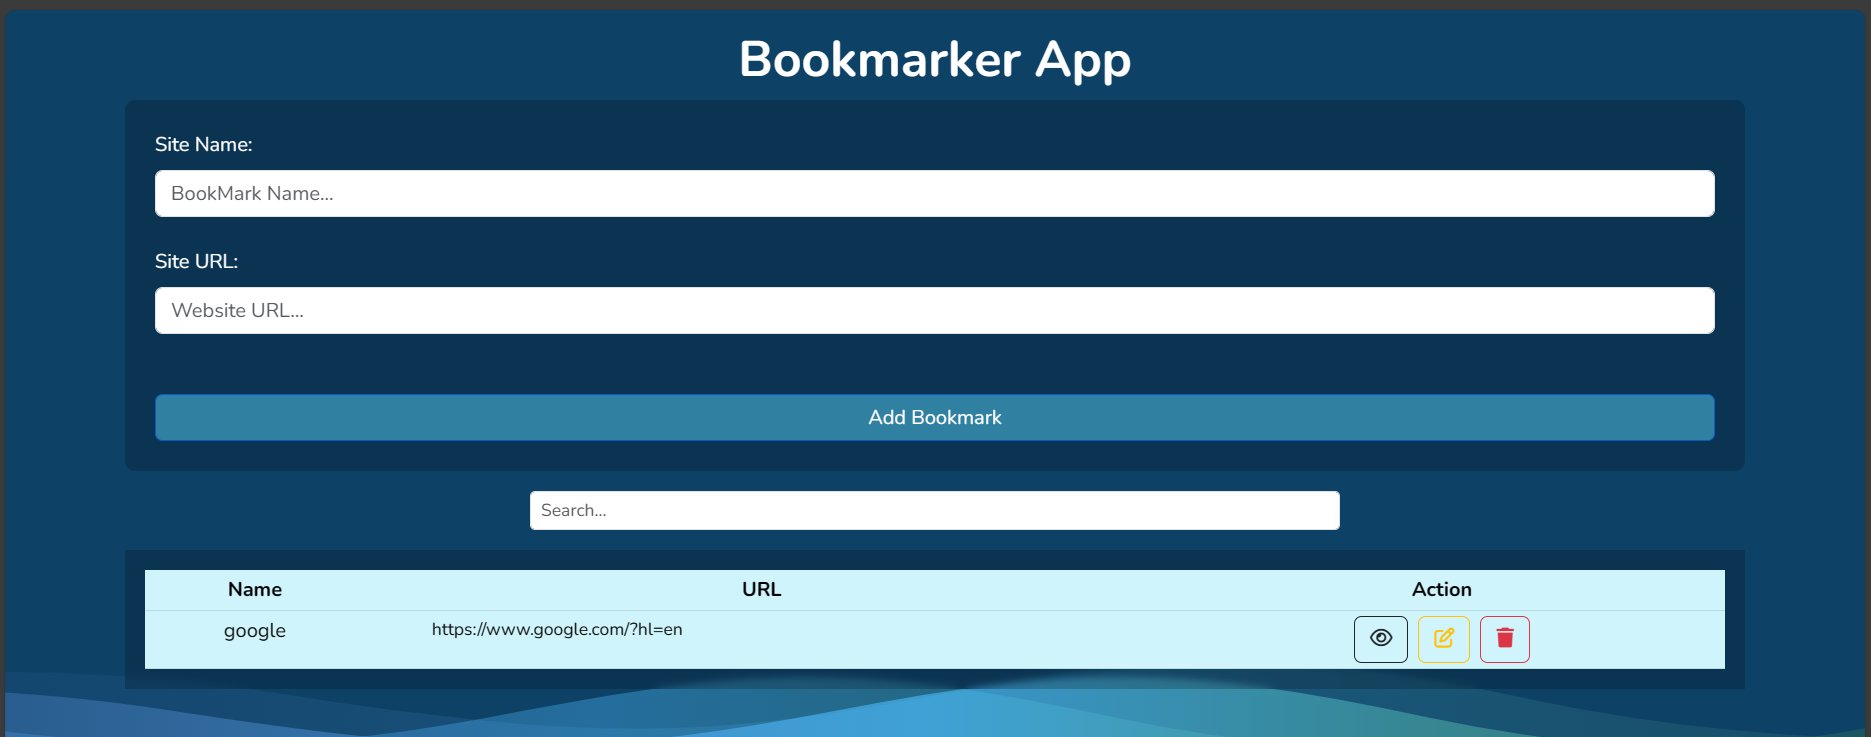 Bookmarker App
Site Name:
BookMark Name...
Site URL:
Website URL...
Add Bookmark
Search...
Name URL Action
google https://www.google.com/?hl=en